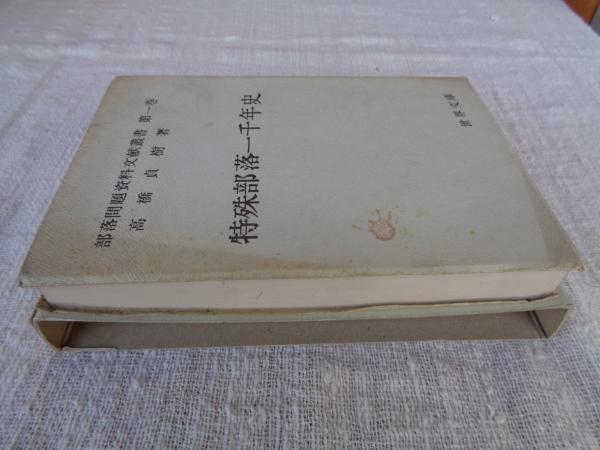 部落問題資料文献叢書 第一巻
高橋貞樹 著
特殊部落一千年史
世界文庫